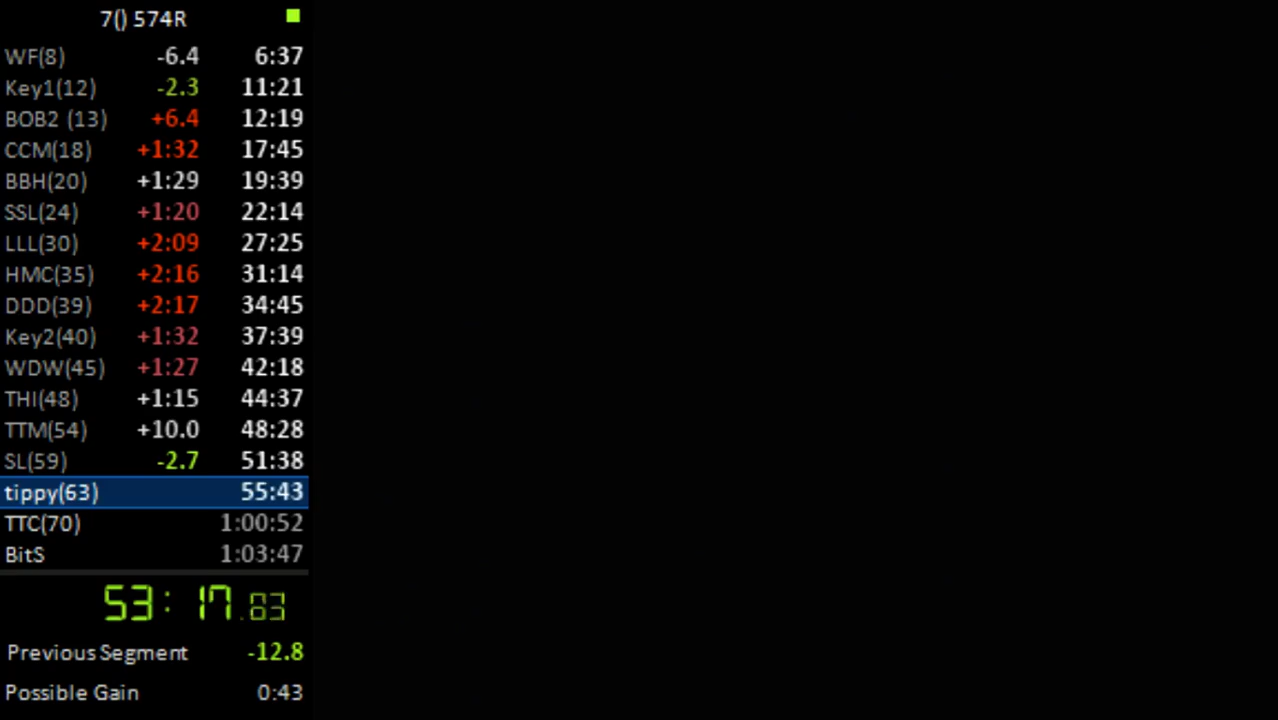 7() 574R
WF(8) -6.4 6:37
Key1(12) -2.3 11:21
BOB2 (13) +6.4 12:19
CCM(18) +1:32 17:45
BBH(20) +1:29 19:39
SSL(24) +1:20 22:14
LLL(30) +2:09 27:25
HMC(35) +2:16 31:14
DDD(39) +2:17 34:45
Key2(40) +1:32 37:39
WDW(45) +1:27 42:18
THI(48) +1:15 44:37
TTM(54) +10.0 48:28
SL(59) -2.7 51:38
tippy(63) 55:43
TTC(70) 1:00:52
BitS 1:03:47
53:17.83
Previous Segment -12.8
Possible Gain 0:43